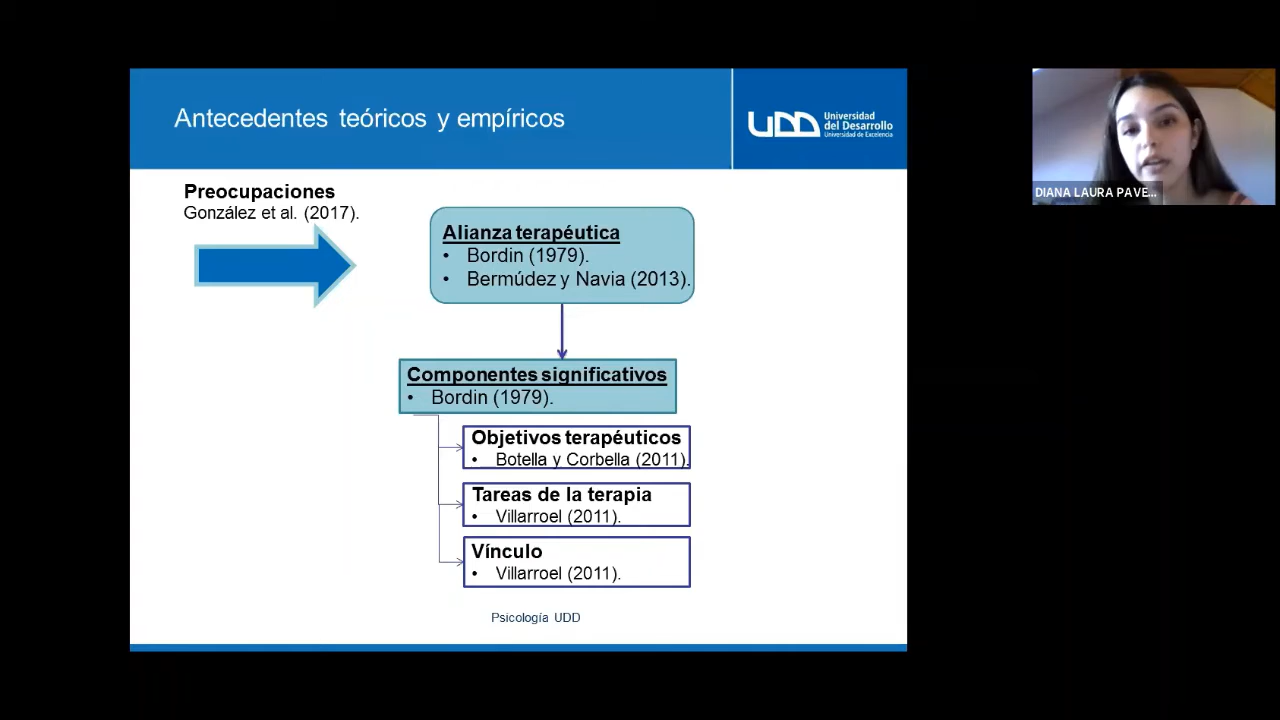 Antecedentes teóricos y empíricos
UDD
Universidad
del Desarrollo
Universidad de Excelencia
DIANA LAURA PAVE...
Preocupaciones
González et al. (2017).
Alianza terapéutica
• Bordin (1979).
• Bermúdez y Navia (2013).
Componentes significativos
• Bordin (1979).
Objetivos terapéuticos
• Botella y Corbella (2011).
Tareas de la terapia
• Villarroel (2011).
Vínculo
• Villarroel (2011).
Psicología UDD